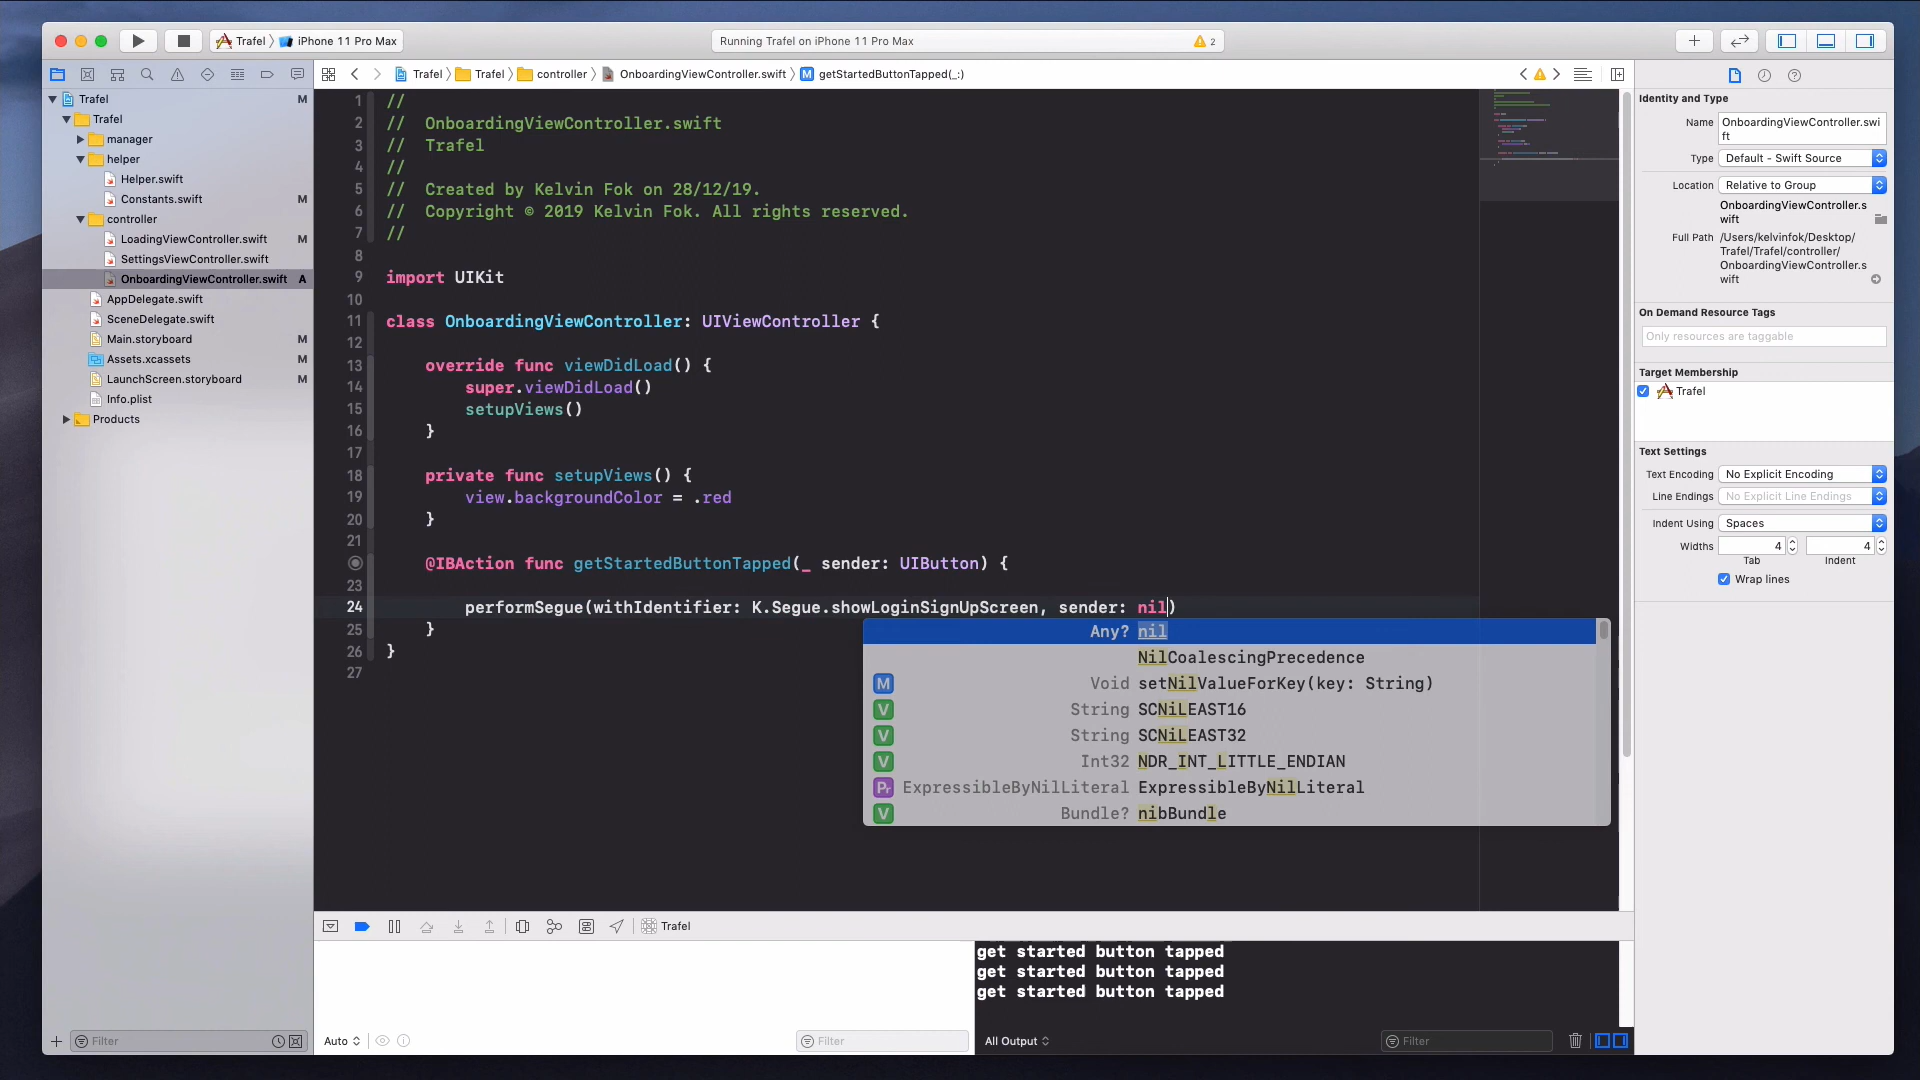 Trafel
iPhone 11 Pro Max
Running Trafel on iPhone 11 Pro Max
2
Trafel
Trafel
controller
OnboardingViewController.swift
M
getStartedButtonTapped(_:)
Trafel
M
Trafel
manager
helper
Helper.swift
Constants.swift
M
controller
LoadingViewController.swift
M
SettingsViewController.swift
OnboardingViewController.swift
A
AppDelegate.swift
SceneDelegate.swift
Main.storyboard
M
Assets.xcassets
M
LaunchScreen.storyboard
M
Info.plist
Products
Filter
1 //
2 //  OnboardingViewController.swift
3 //  Trafel
4 //
5 //  Created by Kelvin Fok on 28/12/19.
6 //  Copyright © 2019 Kelvin Fok. All rights reserved.
7 //
8
9 import UIKit
10
11 class OnboardingViewController: UIViewController {
12
13     override func viewDidLoad() {
14         super.viewDidLoad()
15         setupViews()
16     }
17
18     private func setupViews() {
19         view.backgroundColor = .red
20     }
21
@IBAction func getStartedButtonTapped(_ sender: UIButton) {
23
24         performSegue(withIdentifier: K.Segue.showLoginSignUpScreen, sender: nil)
25     }
26 }
27
Any? nil
NilCoalescingPrecedence
M Void setNilValueForKey(key: String)
V String SCNiLEAST16
V String SCNiLEAST32
V Int32 NDR_INT_LITTLE_ENDIAN
Pr ExpressibleByNilLiteral ExpressibleByNilLiteral
V Bundle? nibBundle
Trafel
get started button tapped
get started button tapped
get started button tapped
Auto
Filter
All Output
Filter
Identity and Type
Name OnboardingViewController.swi
ft
Type Default - Swift Source
Location Relative to Group
OnboardingViewController.s
wift
Full Path /Users/kelvinfok/Desktop/
Trafel/Trafel/controller/
OnboardingViewController.s
wift
On Demand Resource Tags
Only resources are taggable
Target Membership
Trafel
Text Settings
Text Encoding No Explicit Encoding
Line Endings No Explicit Line Endings
Indent Using Spaces
Widths 4 4
Tab Indent
Wrap lines